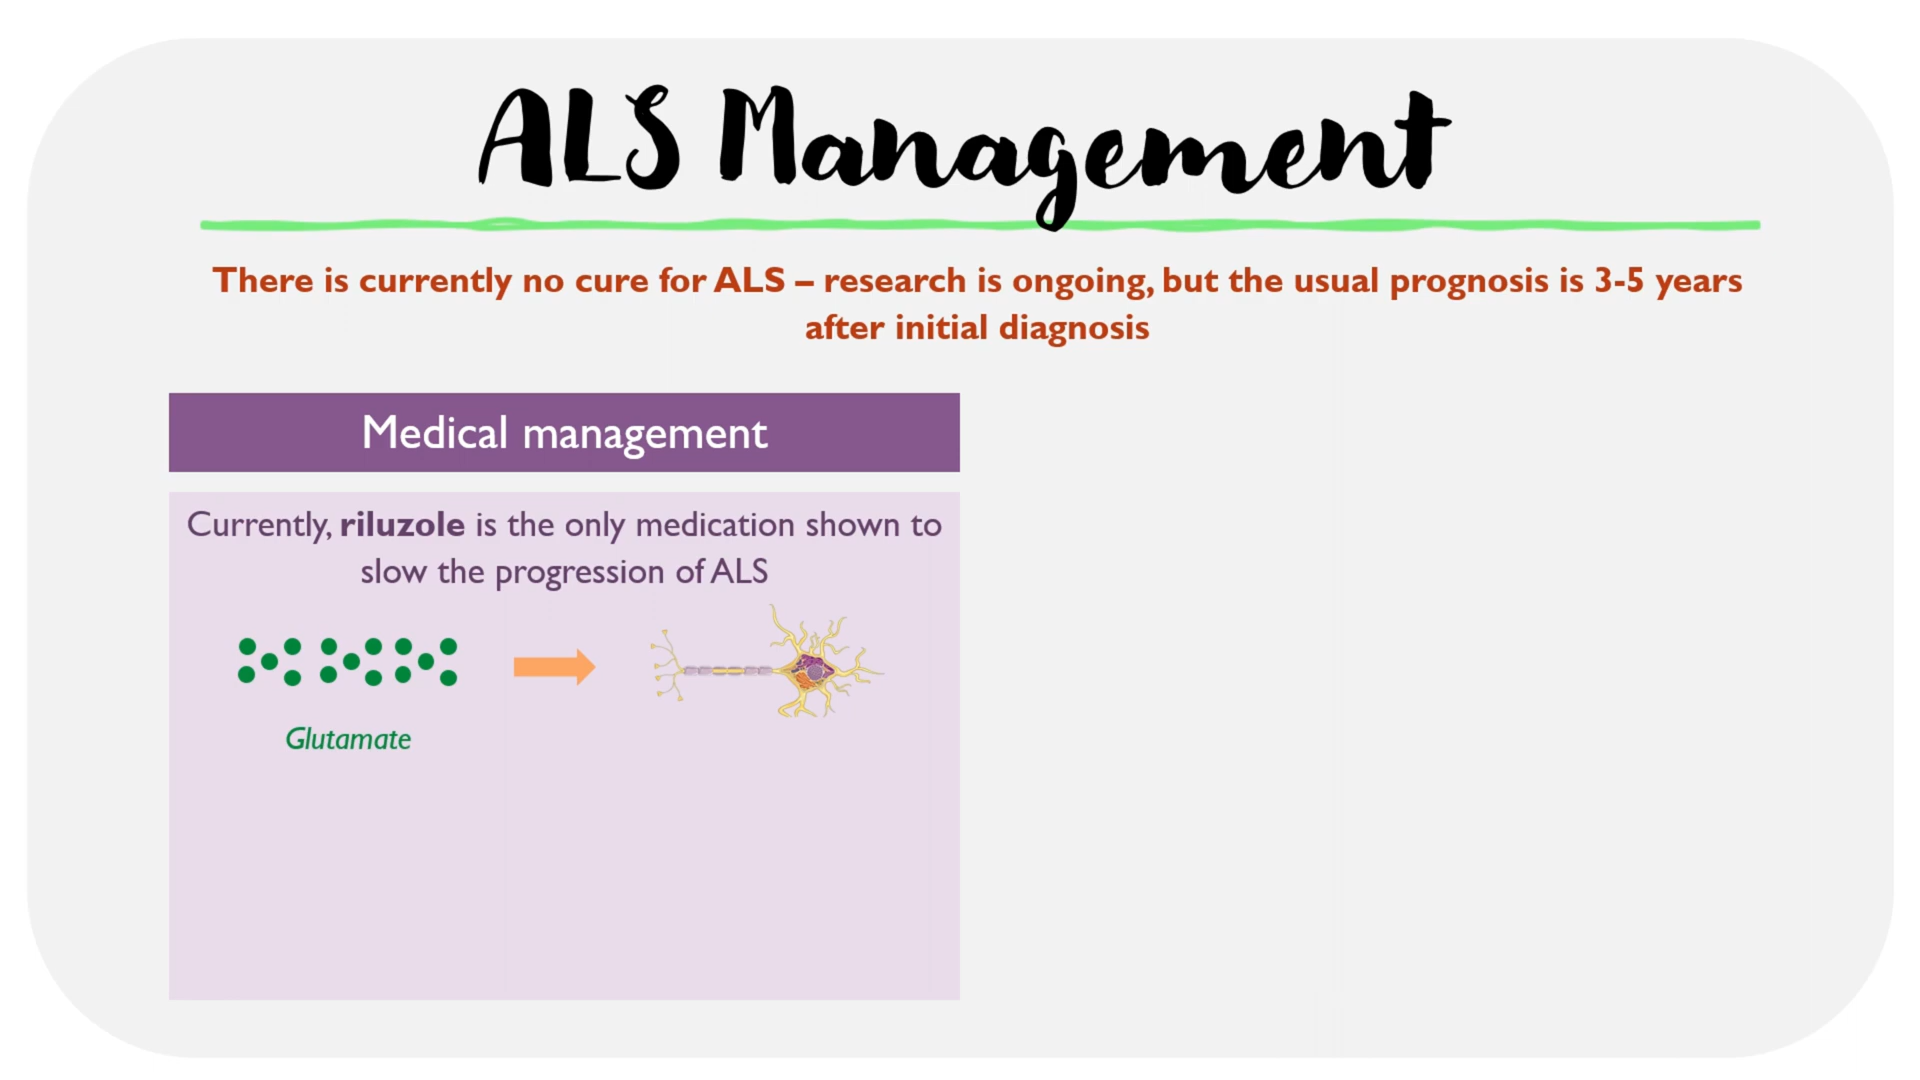 ALS Management
There is currently no cure for ALS – research is ongoing, but the usual prognosis is 3-5 years
after initial diagnosis
Medical management
Currently, riluzole is the only medication shown to
slow the progression of ALS
Glutamate